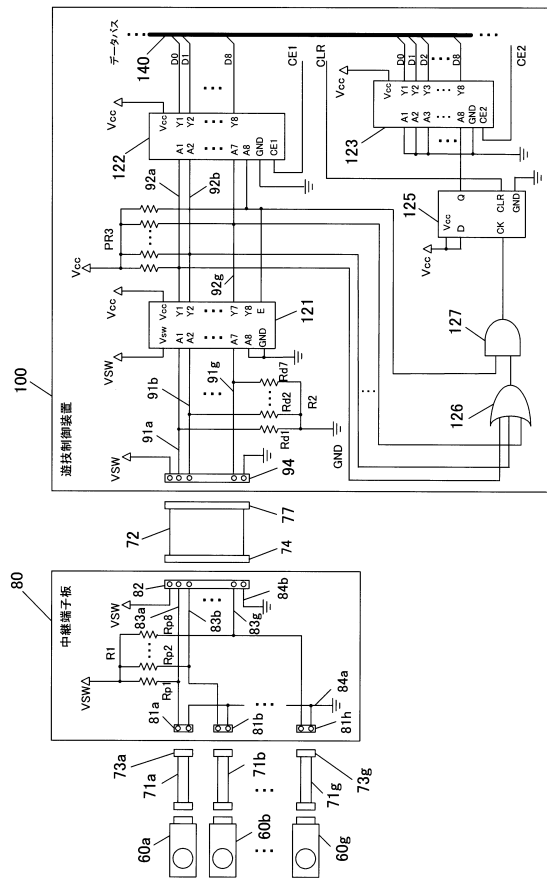 100
遊技制御装置
データバス
140
D0
D1
D8
CE1
CLR
D0
D1
D2
D8
CE2
Vcc
122
Vcc
A1 Y1
A2 Y2
A7 Y8
A8
GND
CE1
92a
92b
92g
Vcc
PR3
Vcc
123
Vcc
A1 Y1
A2 Y2
A3 Y3
A8 Y8
GND
CE2
125
Vcc
Vcc
D Q
CK CLR
GND
127
126
VSW
Vcc
121
Vsw Vcc
A1 Y1
A2 Y2
A7 Y7
A8 Y8
GND E
91a
91b
91g
Rd1
Rd2
Rd7
R2
GND
VSW
94
72
77
74
80
中継端子板
VSW
82
83a
83b
83g
84b
VSW
R1
Rp1
Rp2
Rp8
81a
81b
81h
84a
73a
71a
71b
73g
71g
60a
60b
60g